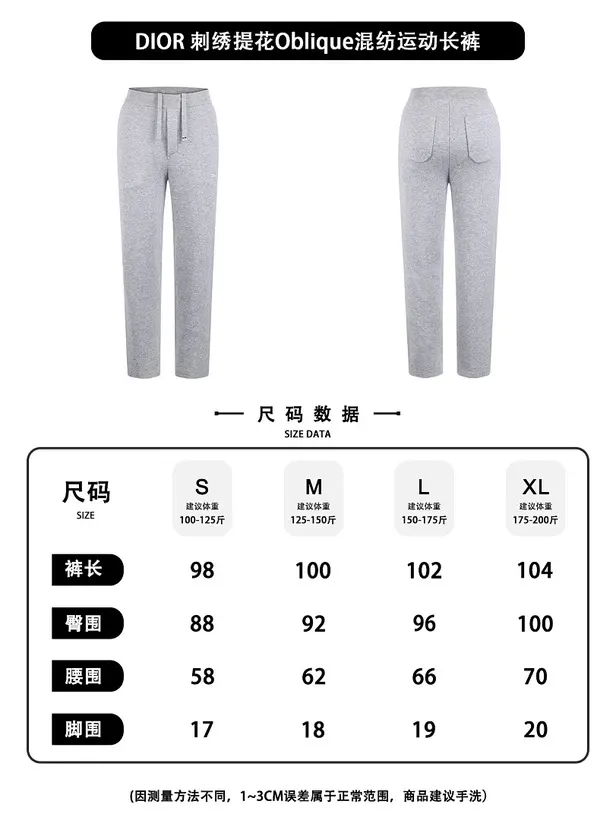 DIOR 刺绣提花Oblique混纺运动长裤
尺码数据
SIZE DATA
尺码
SIZE
S
建议体重
100-125斤
M
建议体重
125-150斤
L
建议体重
150-175斤
XL
建议体重
175-200斤
裤长 98 100 102 104
臀围 88 92 96 100
腰围 58 62 66 70
脚围 17 18 19 20
(因测量方法不同，1~3CM误差属于正常范围，商品建议手洗)